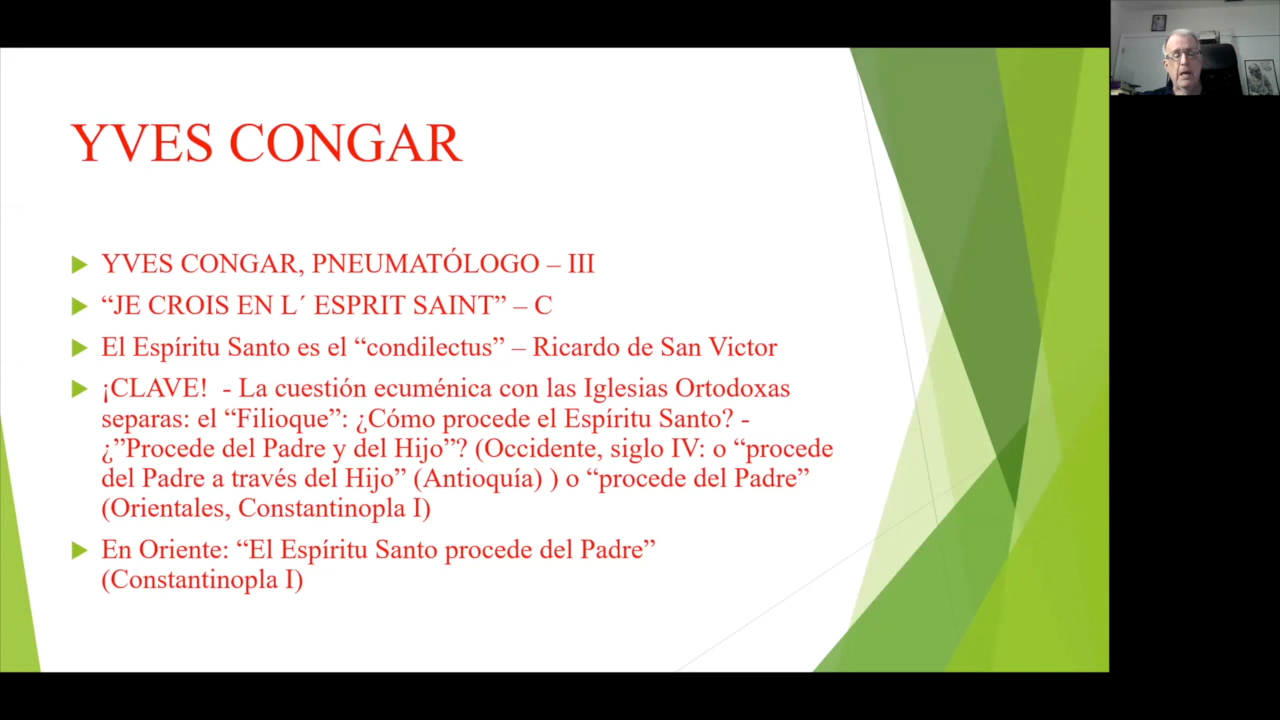 YVES CONGAR
YVES CONGAR, PNEUMATÓLOGO – III
“JE CROIS EN L´ ESPRIT SAINT” – C
El Espíritu Santo es el “condilectus” – Ricardo de San Victor
¡CLAVE!  - La cuestión ecuménica con las Iglesias Ortodoxas
separas: el “Filioque”: ¿Cómo procede el Espíritu Santo? -
¿”Procede del Padre y del Hijo”? (Occidente, siglo IV: o “procede
del Padre a través del Hijo” (Antioquía) ) o “procede del Padre”
(Orientales, Constantinopla I)
En Oriente: “El Espíritu Santo procede del Padre”
(Constantinopla I)